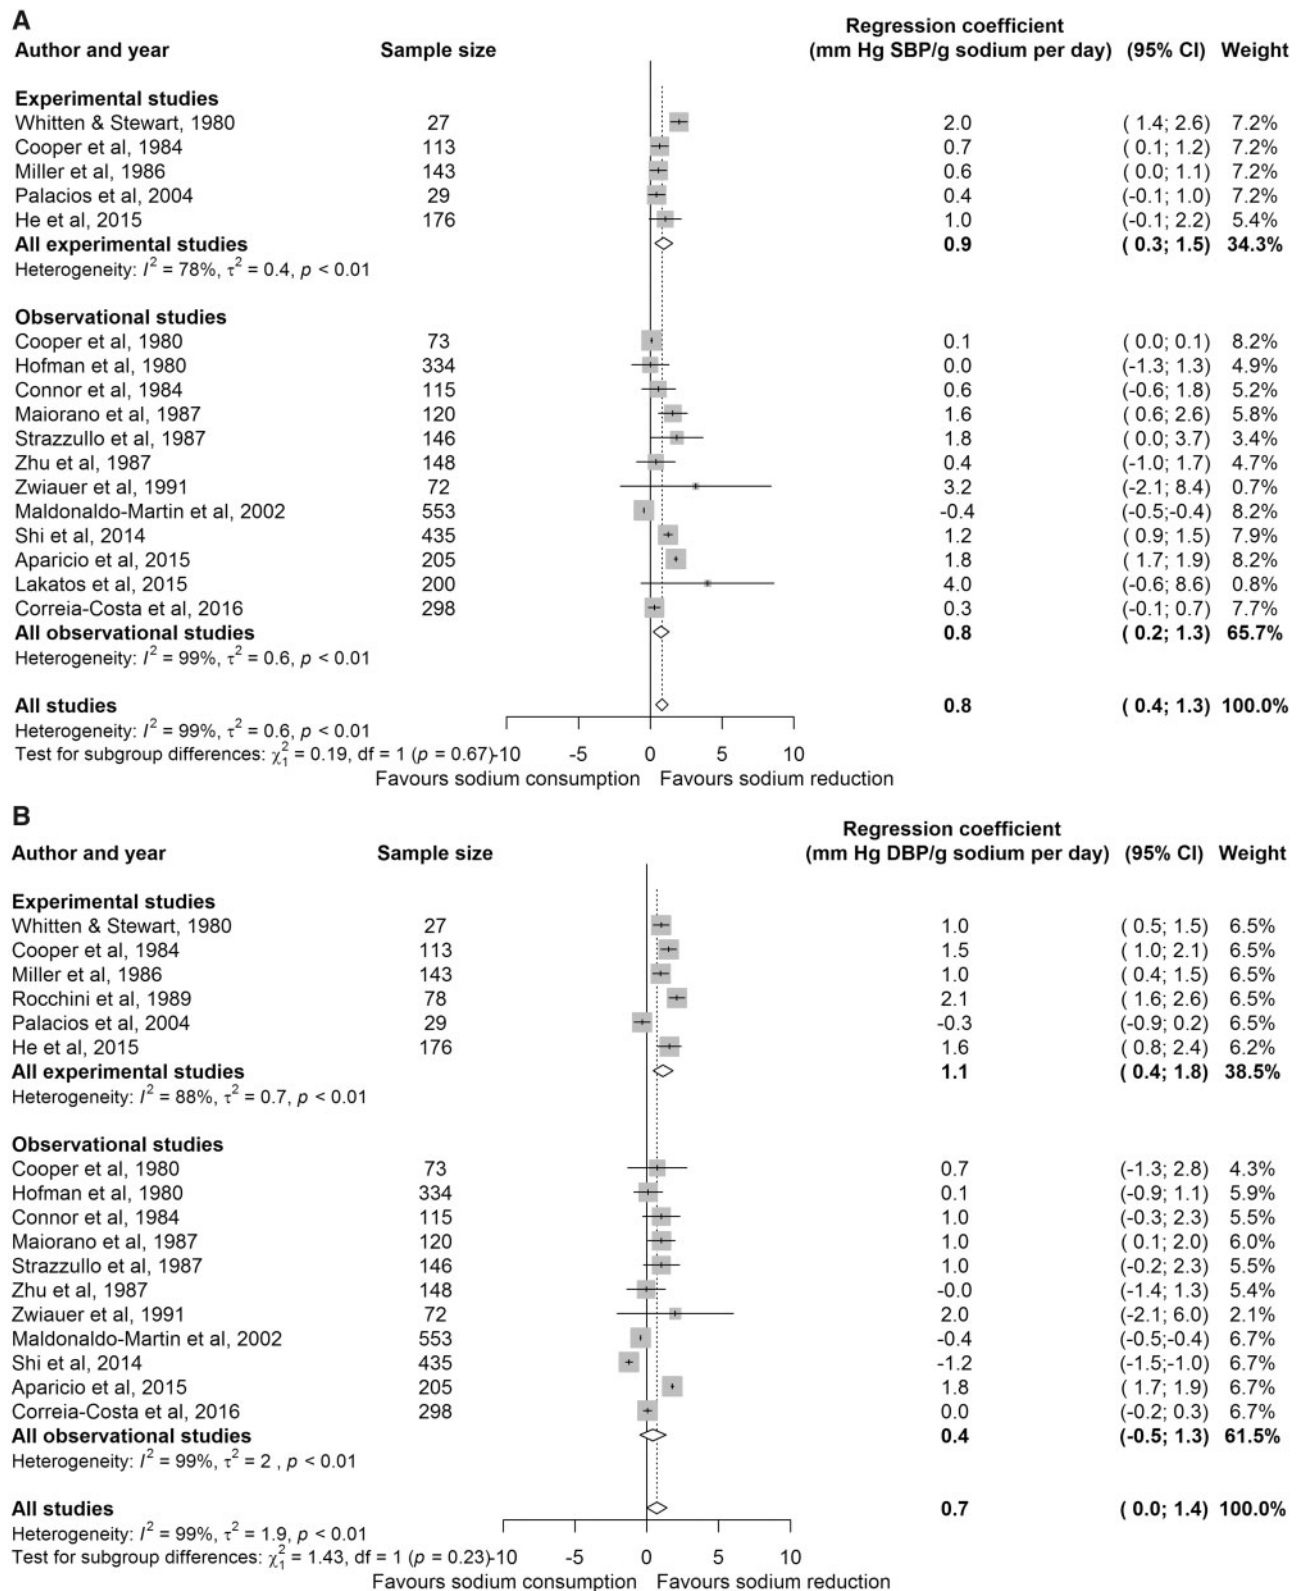 A
Regression coefficient
Author and year Sample size (mm Hg SBP/g sodium per day) (95% CI) Weight
Experimental studies
Whitten & Stewart, 1980 27 2.0 ( 1.4; 2.6) 7.2%
Cooper et al, 1984 113 0.7 ( 0.1; 1.2) 7.2%
Miller et al, 1986 143 0.6 ( 0.0; 1.1) 7.2%
Palacios et al, 2004 29 0.4 (-0.1; 1.0) 7.2%
He et al, 2015 176 1.0 (-0.1; 2.2) 5.4%
All experimental studies 0.9 ( 0.3; 1.5) 34.3%
Heterogeneity: I² = 78%, τ² = 0.4, p < 0.01
Observational studies
Cooper et al, 1980 73 0.1 ( 0.0; 0.1) 8.2%
Hofman et al, 1980 334 0.0 (-1.3; 1.3) 4.9%
Connor et al, 1984 115 0.6 (-0.6; 1.8) 5.2%
Maiorano et al, 1987 120 1.6 ( 0.6; 2.6) 5.8%
Strazzullo et al, 1987 146 1.8 ( 0.0; 3.7) 3.4%
Zhu et al, 1987 148 0.4 (-1.0; 1.7) 4.7%
Zwiauer et al, 1991 72 3.2 (-2.1; 8.4) 0.7%
Maldonaldo-Martin et al, 2002 553 -0.4 (-0.5;-0.4) 8.2%
Shi et al, 2014 435 1.2 ( 0.9; 1.5) 7.9%
Aparicio et al, 2015 205 1.8 ( 1.7; 1.9) 8.2%
Lakatos et al, 2015 200 4.0 (-0.6; 8.6) 0.8%
Correia-Costa et al, 2016 298 0.3 (-0.1; 0.7) 7.7%
All observational studies 0.8 ( 0.2; 1.3) 65.7%
Heterogeneity: I² = 99%, τ² = 0.6, p < 0.01
All studies 0.8 ( 0.4; 1.3) 100.0%
Heterogeneity: I² = 99%, τ² = 0.6, p < 0.01
Test for subgroup differences: χ²₁ = 0.19, df = 1 (p = 0.67) -10 -5 0 5 10
Favours sodium consumption Favours sodium reduction
B
Regression coefficient
Author and year Sample size (mm Hg DBP/g sodium per day) (95% CI) Weight
Experimental studies
Whitten & Stewart, 1980 27 1.0 ( 0.5; 1.5) 6.5%
Cooper et al, 1984 113 1.5 ( 1.0; 2.1) 6.5%
Miller et al, 1986 143 1.0 ( 0.4; 1.5) 6.5%
Rocchini et al, 1989 78 2.1 ( 1.6; 2.6) 6.5%
Palacios et al, 2004 29 -0.3 (-0.9; 0.2) 6.5%
He et al, 2015 176 1.6 ( 0.8; 2.4) 6.2%
All experimental studies 1.1 ( 0.4; 1.8) 38.5%
Heterogeneity: I² = 88%, τ² = 0.7, p < 0.01
Observational studies
Cooper et al, 1980 73 0.7 (-1.3; 2.8) 4.3%
Hofman et al, 1980 334 0.1 (-0.9; 1.1) 5.9%
Connor et al, 1984 115 1.0 (-0.3; 2.3) 5.5%
Maiorano et al, 1987 120 1.0 ( 0.1; 2.0) 6.0%
Strazzullo et al, 1987 146 1.0 (-0.2; 2.3) 5.5%
Zhu et al, 1987 148 -0.0 (-1.4; 1.3) 5.4%
Zwiauer et al, 1991 72 2.0 (-2.1; 6.0) 2.1%
Maldonaldo-Martin et al, 2002 553 -0.4 (-0.5;-0.4) 6.7%
Shi et al, 2014 435 -1.2 (-1.5;-1.0) 6.7%
Aparicio et al, 2015 205 1.8 ( 1.7; 1.9) 6.7%
Correia-Costa et al, 2016 298 0.0 (-0.2; 0.3) 6.7%
All observational studies 0.4 (-0.5; 1.3) 61.5%
Heterogeneity: I² = 99%, τ² = 2 , p < 0.01
All studies 0.7 ( 0.0; 1.4) 100.0%
Heterogeneity: I² = 99%, τ² = 1.9, p < 0.01
Test for subgroup differences: χ²₁ = 1.43, df = 1 (p = 0.23) -10 -5 0 5 10
Favours sodium consumption Favours sodium reduction